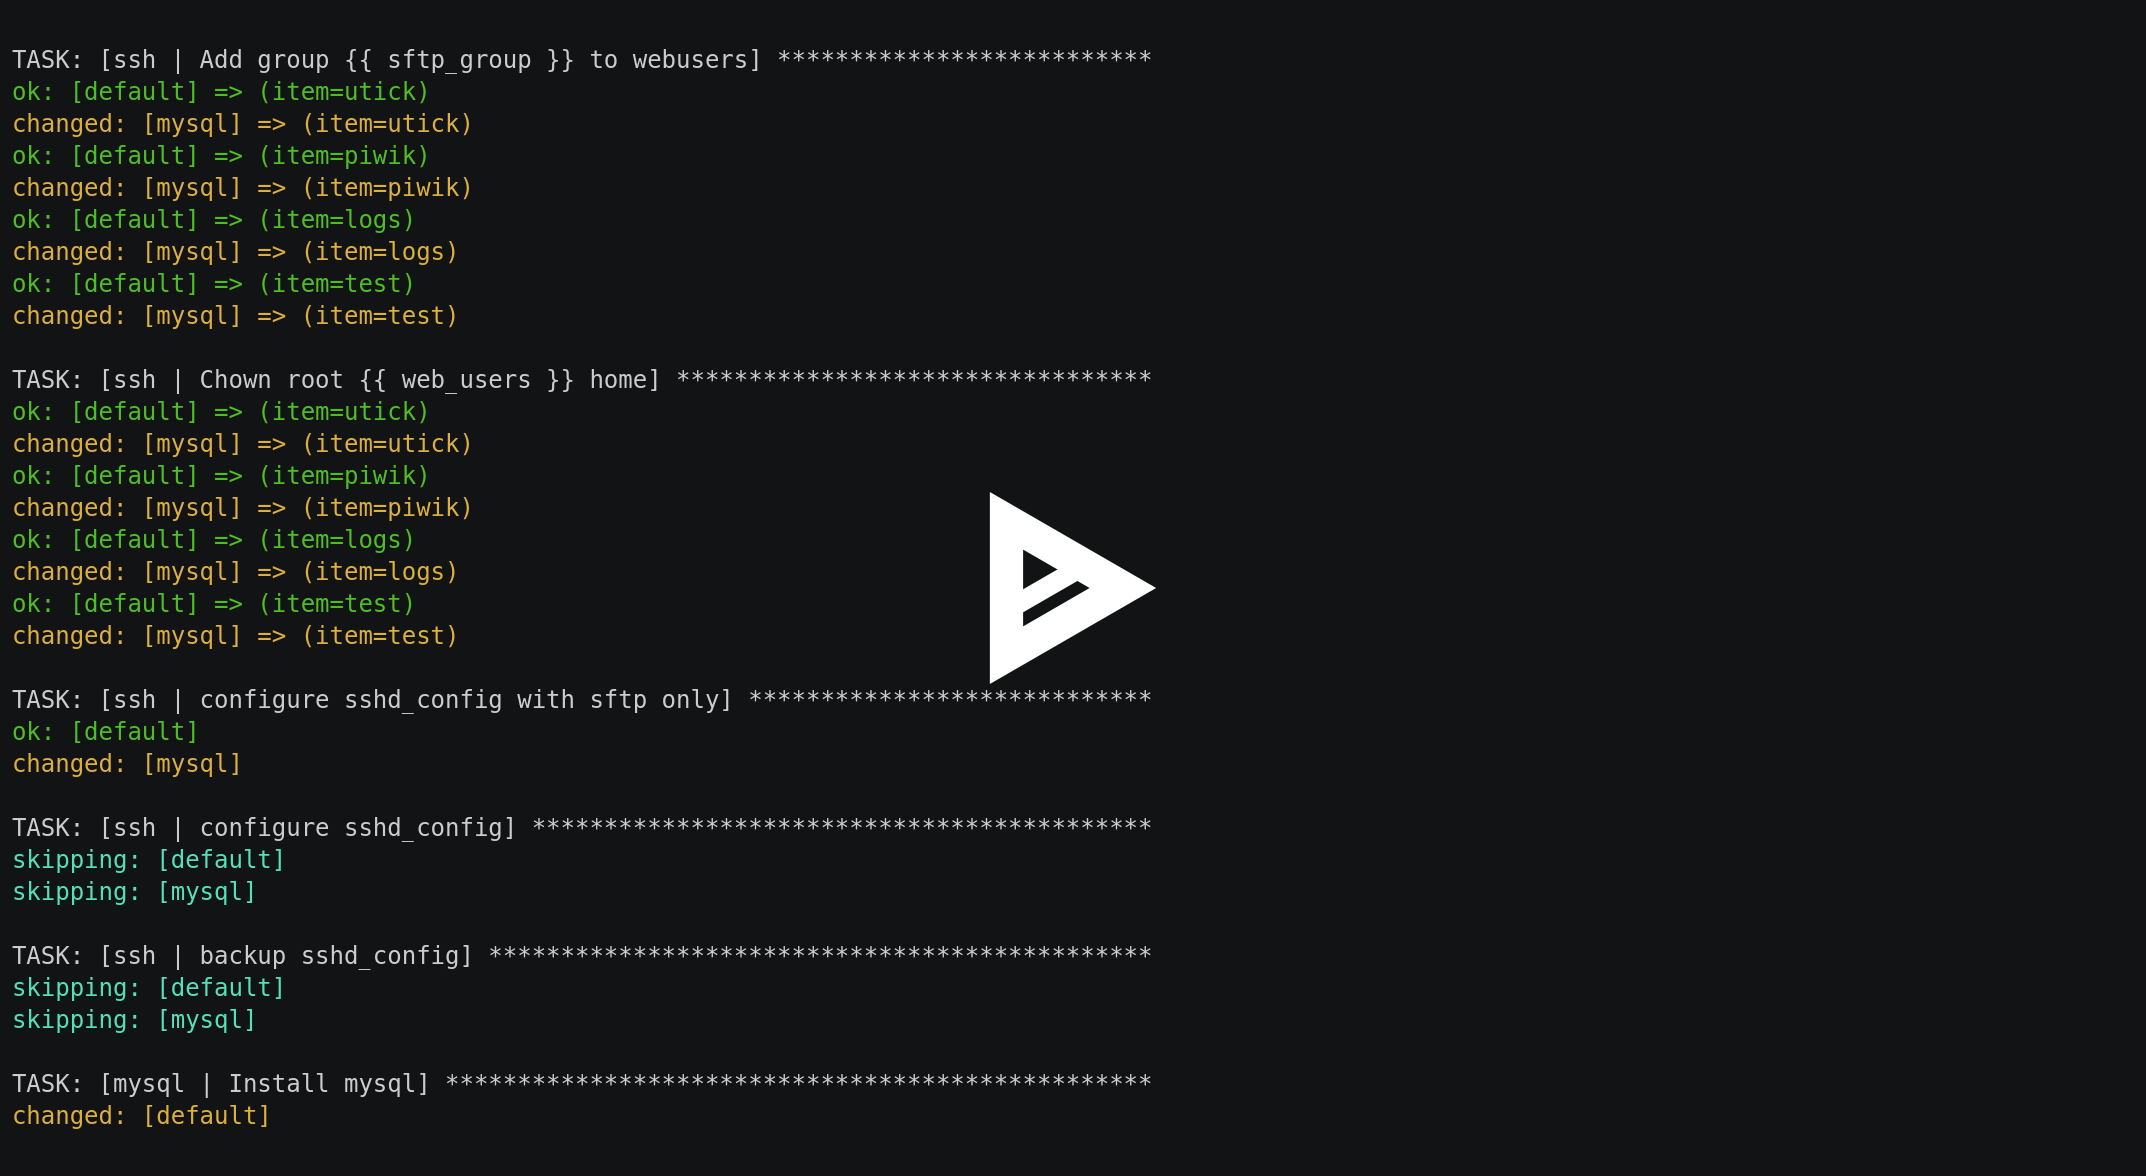 TASK: [ssh | Add group {{ sftp_group }} to webusers] **************************
ok: [default] => (item=utick)
changed: [mysql] => (item=utick)
ok: [default] => (item=piwik)
changed: [mysql] => (item=piwik)
ok: [default] => (item=logs)
changed: [mysql] => (item=logs)
ok: [default] => (item=test)
changed: [mysql] => (item=test)
TASK: [ssh | Chown root {{ web_users }} home] *********************************
ok: [default] => (item=utick)
changed: [mysql] => (item=utick)
ok: [default] => (item=piwik)
changed: [mysql] => (item=piwik)
ok: [default] => (item=logs)
changed: [mysql] => (item=logs)
ok: [default] => (item=test)
changed: [mysql] => (item=test)
TASK: [ssh | configure sshd_config with sftp only] ****************************
ok: [default]
changed: [mysql]
TASK: [ssh | configure sshd_config] *******************************************
skipping: [default]
skipping: [mysql]
TASK: [ssh | backup sshd_config] **********************************************
skipping: [default]
skipping: [mysql]
TASK: [mysql | Install mysql] *************************************************
changed: [default]